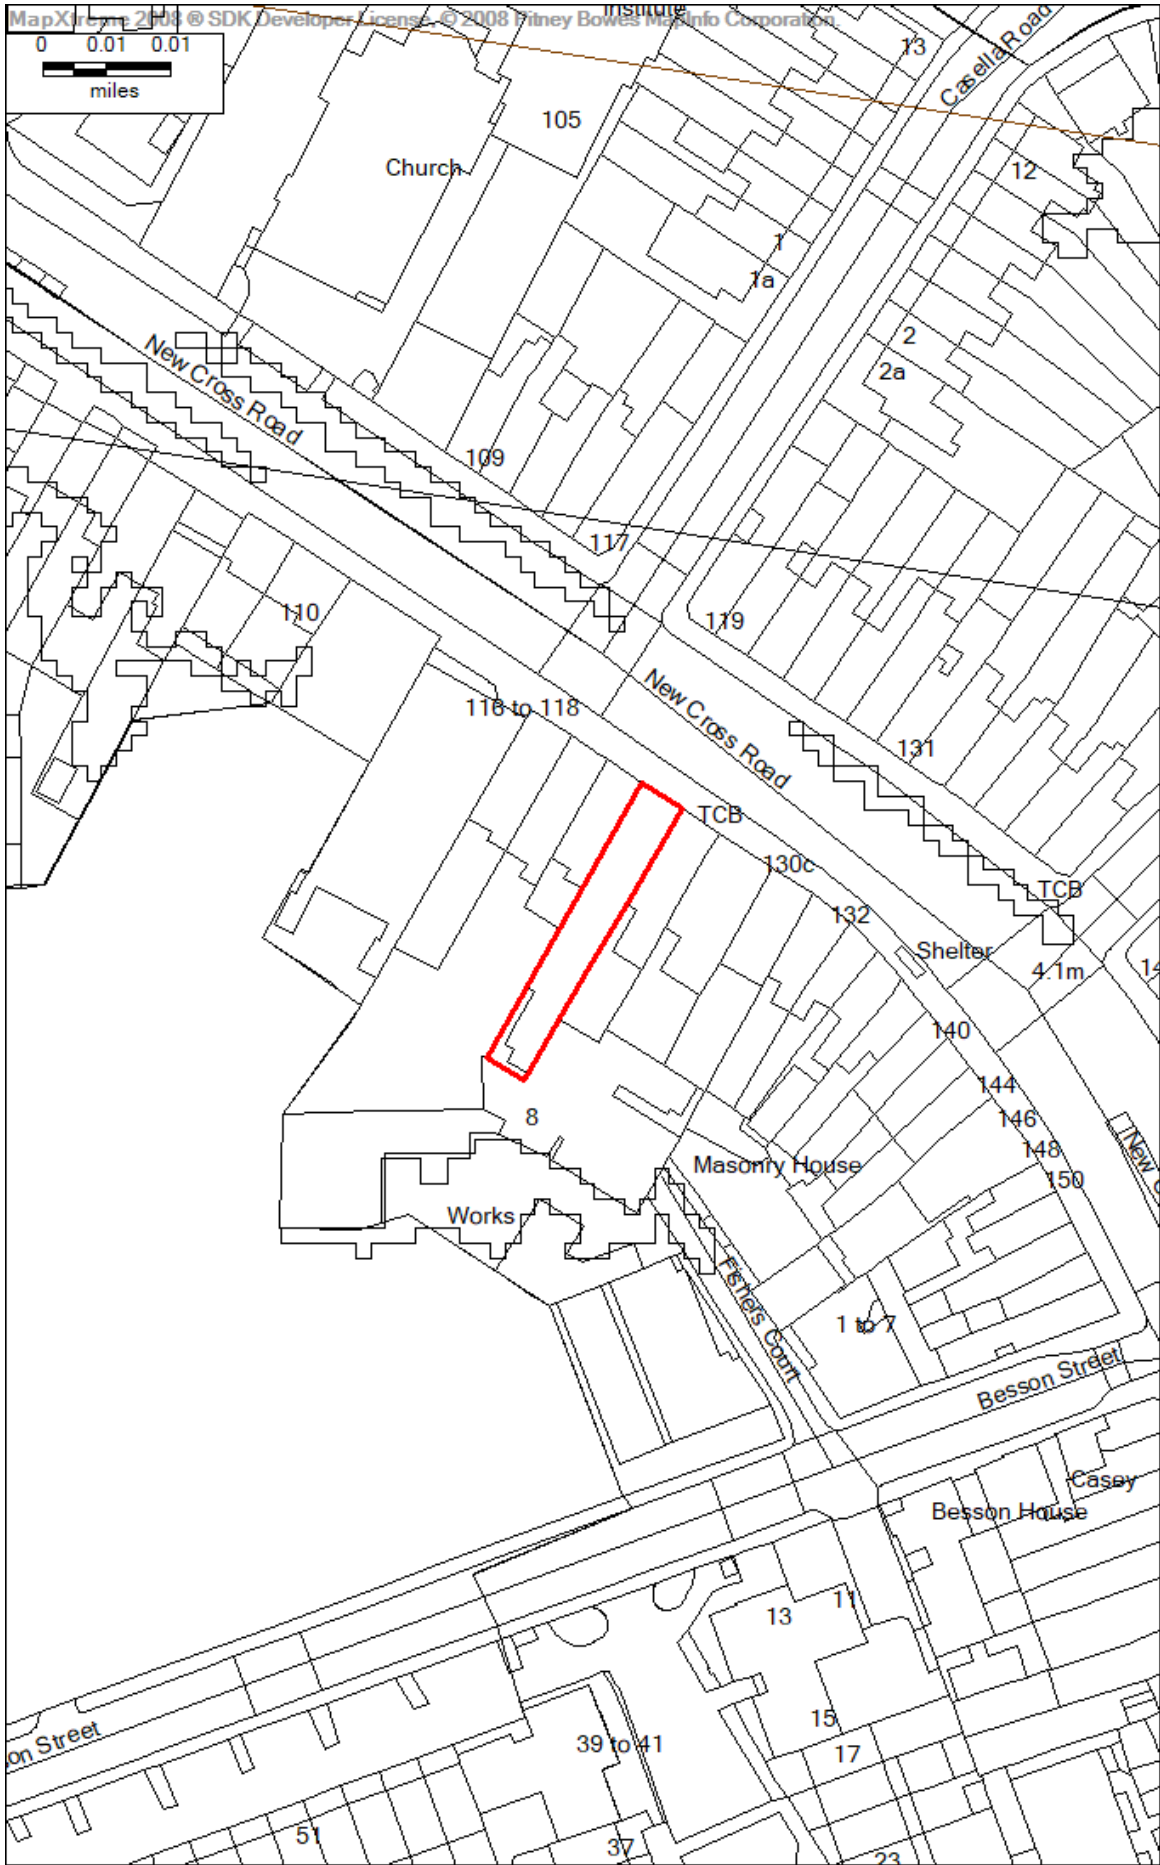 MapXtreme 2008 ® SDK Developer License. © 2008 Pitney Bowes MapInfo Corporation.
Institute
0 0.01 0.01
miles
13
Casella Road
105
Church
12
1
1a
2
2a
New Cross Road
109
117
119
110
116 to 118
New Cross Road
131
TCB
130c
TCB
132
Shelter
4.1m
14
140
144
146
148
150
New C
8
Masonry House
Works
Fishers Court
1 to 7
Besson Street
Casey
Besson House
11
13
15
17
on Street
39 to 41
51
37
23